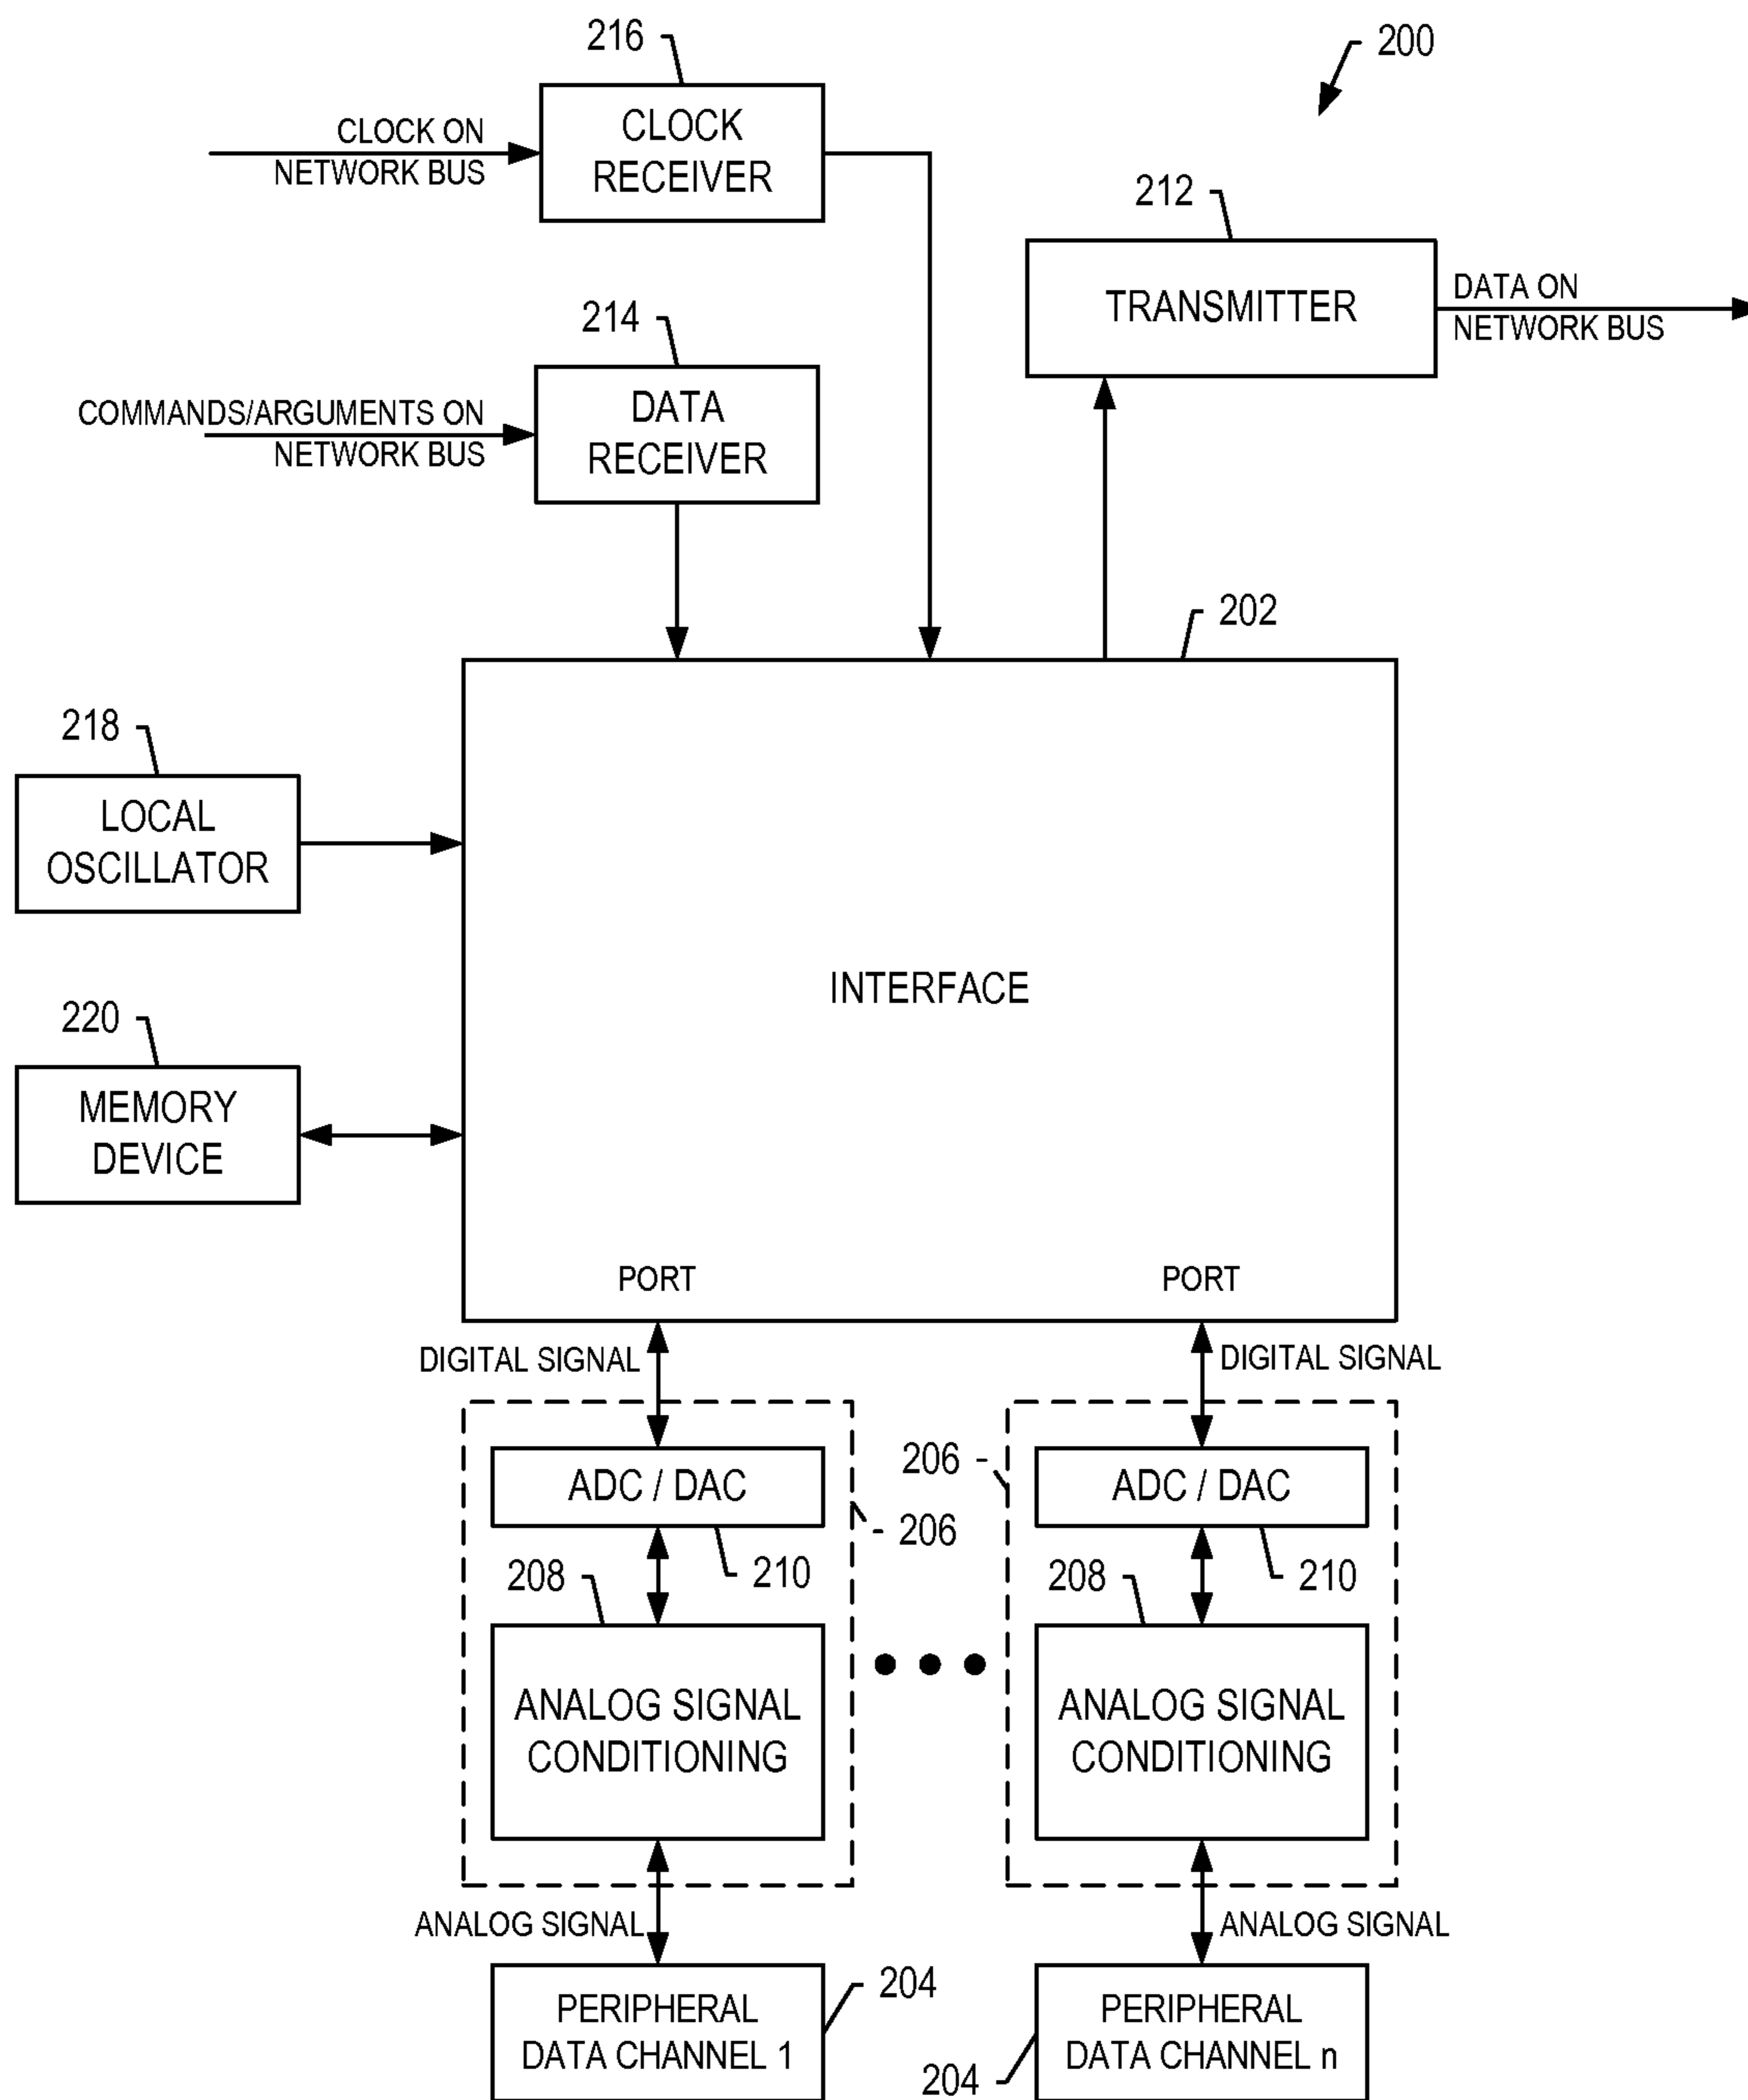 216
200
CLOCK ON
NETWORK BUS
CLOCK
RECEIVER
212
TRANSMITTER
DATA ON
NETWORK BUS
214
COMMANDS/ARGUMENTS ON
NETWORK BUS
DATA
RECEIVER
202
218
LOCAL
OSCILLATOR
INTERFACE
220
MEMORY
DEVICE
PORT
PORT
DIGITAL SIGNAL
DIGITAL SIGNAL
ADC / DAC
206
206
ADC / DAC
208
210
208
210
ANALOG SIGNAL
CONDITIONING
ANALOG SIGNAL
CONDITIONING
ANALOG SIGNAL
ANALOG SIGNAL
PERIPHERAL
DATA CHANNEL 1
204
204
PERIPHERAL
DATA CHANNEL n